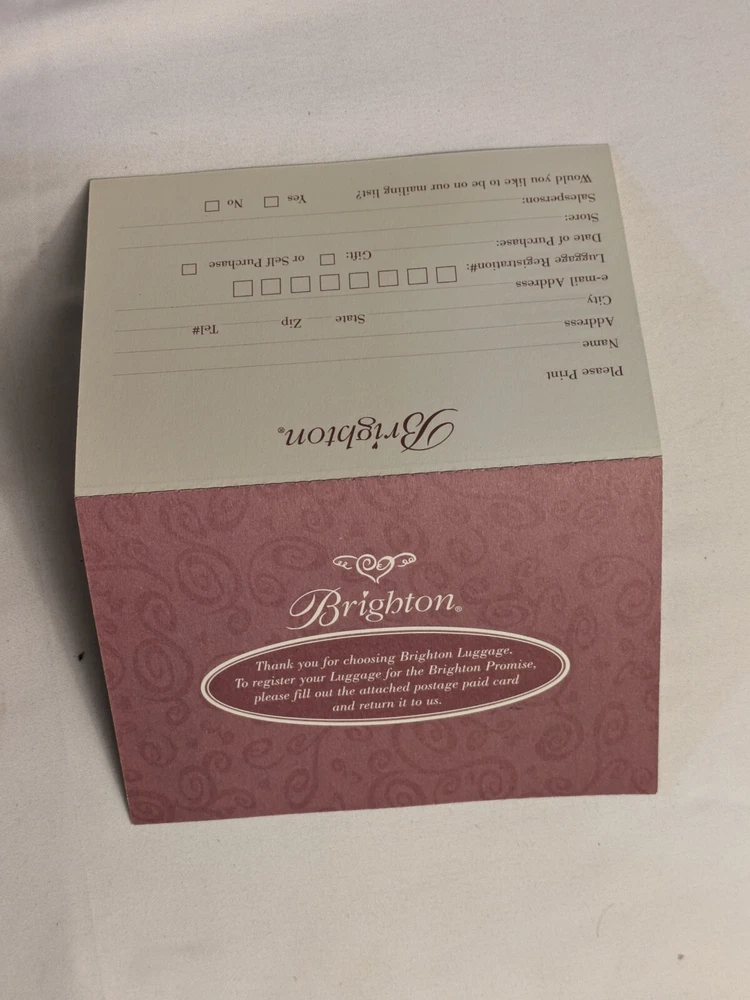 Brighton®
Please Print
Name
Address
City State Zip Tel#
e-mail Address
Luggage Registration#:
Date of Purchase: Gift: or Self Purchase
Store:
Salesperson:
Would you like to be on our mailing list? Yes No
Brighton®
Thank you for choosing Brighton Luggage.
To register your Luggage for the Brighton Promise,
please fill out the attached postage paid card
and return it to us.